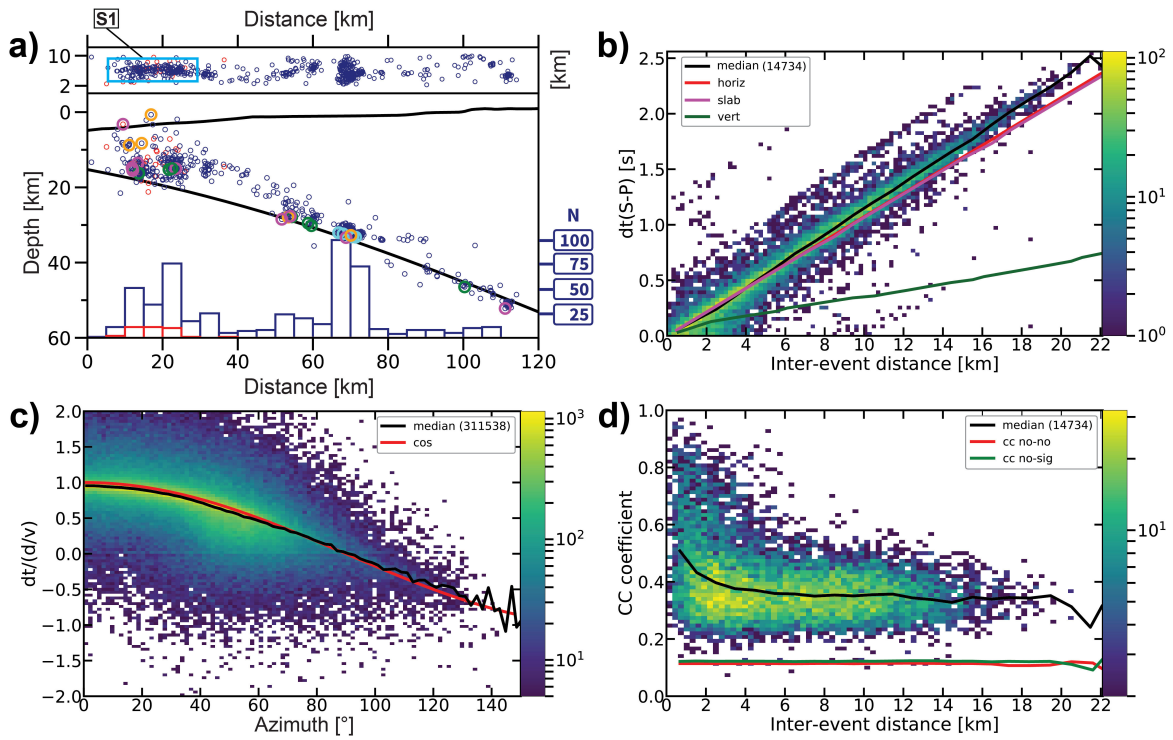 S1
Distance [km]
a)
10
2
[km]
0
20
40
60
Depth [km]
N
100
75
50
25
0 20 40 60 80 100 120
Distance [km]
b)
2.5
2.0
1.5
1.0
0.5
0.0
dt(S-P) [s]
median (14734)
horiz
slab
vert
0 2 4 6 8 10 12 14 16 18 20 22
Inter-event distance [km]
10²
10¹
10⁰
c)
2.0
1.5
1.0
0.5
0.0
−0.5
−1.0
−1.5
−2.0
dt/(d/v)
median (311538)
cos
0 20 40 60 80 100 120 140
Azimuth [°]
10³
10²
10¹
d)
1.0
0.8
0.6
0.4
0.2
0.0
CC coefficient
median (14734)
cc no-no
cc no-sig
0 2 4 6 8 10 12 14 16 18 20 22
Inter-event distance [km]
10¹